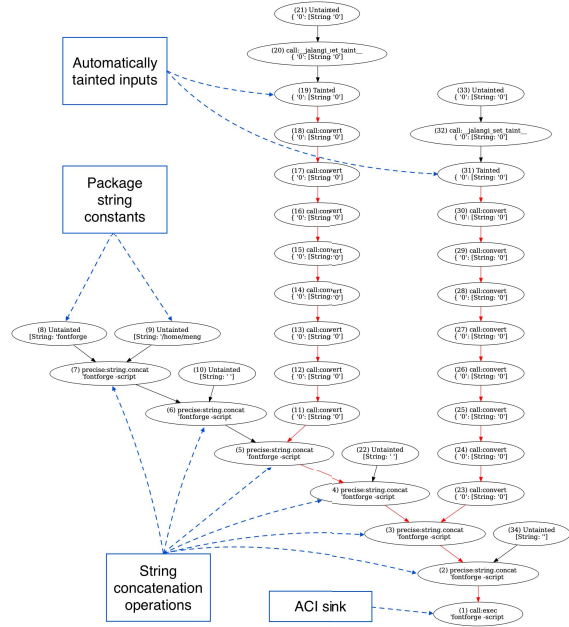 (21) Untainted
{ '0': [String '0']
(20) call:__jalangi_set_taint__
{ '0': [String '0']
Automatically
tainted inputs
(19) Tainted
{ '0': [String '0']
(33) Untainted
{ '0': [String: '0']
(18) call:convert
{ '0': [String '0']
(32) call:__jalangi_set_taint__
{ '0': [String: '0']
(17) call:convert
{ '0': [String: '0']
(31) Tainted
{ '0': [String: '0']
Package
string
constants
(16) call:convert
{ '0': [String: '0']
(30) call:convert
{ '0': [String: '0']
(15) call:convert
{ '0': [String: '0']
(29) call:convert
{ '0': [String: '0']
(14) call:convert
{ '0': [String:'0']
(28) call:convert
{ '0': [String: '0']
(8) Untainted
[String: 'fontforge
(9) Untainted
[String: '/home/meng
(13) call:convert
{ '0': [String: '0']
(27) call:convert
{ '0': [String: '0']
(7) precise:string.concat
'fontforge -script
(10) Untainted
[String: ' ']
(12) call:convert
{ '0': [String: '0']
(26) call:convert
{ '0': [String: '0']
(6) precise:string.concat
'fontforge -script
(11) call:convert
{ '0': [String: '0']
(25) call:convert
{ '0': [String: '0']
(5) precise:string.concat
'fontforge -script
(22) Untainted
[String: ' ']
(24) call:convert
{ '0': [String: '0']
4) precise:string.concat
'fontforge -script
(23) call:convert
{ '0': [String: '0']
(3) precise:string.concat
'fontforge -script
(34) Untainted
[String: '']
String
concatenation
operations
(2) precise:string.concat
'fontforge -script
ACI sink
(1) call:exec
'fontforge -script